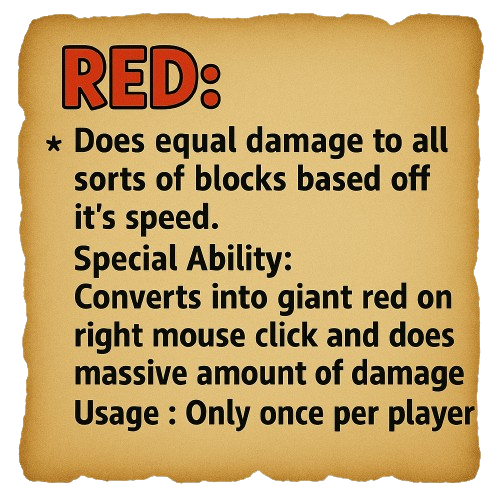 RED:
* Does equal damage to all
sorts of blocks based off
it's speed.
Special Ability:
Converts into giant red on
right mouse click and does
massive amount of damage
Usage : Only once per player